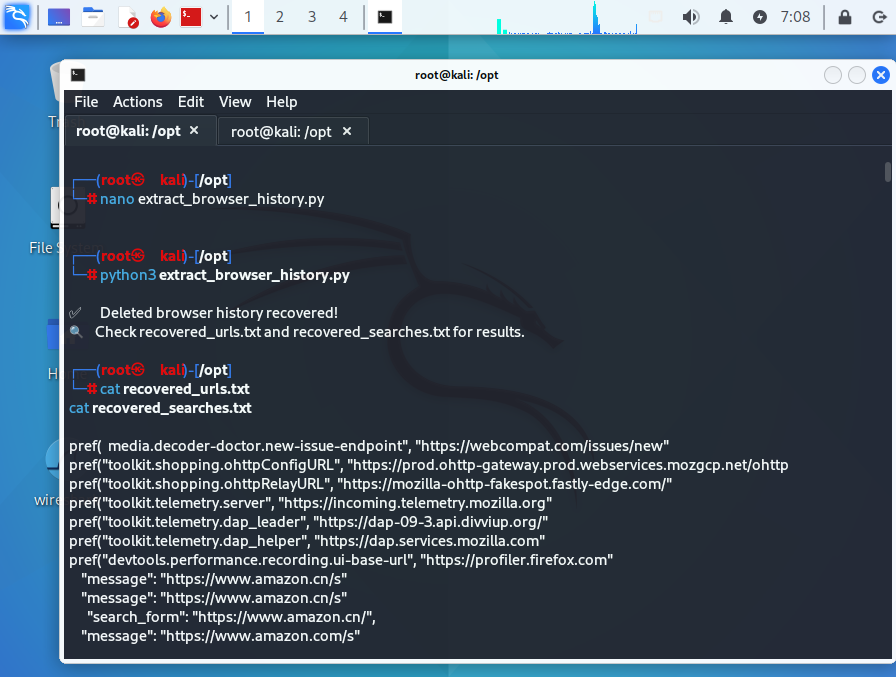 1 2 3 4
7:08
root@kali: /opt
File Actions Edit View Help
root@kali: /opt × root@kali: /opt ×
┌──(root㉿ kali)-[/opt]
└─# nano extract_browser_history.py
┌──(root㉿ kali)-[/opt]
└─# python3 extract_browser_history.py
✅ Deleted browser history recovered!
🔍 Check recovered_urls.txt and recovered_searches.txt for results.
┌──(root㉿ kali)-[/opt]
└─# cat recovered_urls.txt
cat recovered_searches.txt
pref( media.decoder-doctor.new-issue-endpoint", "https://webcompat.com/issues/new"
pref("toolkit.shopping.ohttpConfigURL", "https://prod.ohttp-gateway.prod.webservices.mozgcp.net/ohttp
pref("toolkit.shopping.ohttpRelayURL", "https://mozilla-ohttp-fakespot.fastly-edge.com/"
pref("toolkit.telemetry.server", "https://incoming.telemetry.mozilla.org"
pref("toolkit.telemetry.dap_leader", "https://dap-09-3.api.divviup.org/"
pref("toolkit.telemetry.dap_helper", "https://dap.services.mozilla.com"
pref("devtools.performance.recording.ui-base-url", "https://profiler.firefox.com"
"message": "https://www.amazon.cn/s"
"message": "https://www.amazon.cn/s"
"search_form": "https://www.amazon.cn/",
"message": "https://www.amazon.com/s"
File Sys
wire